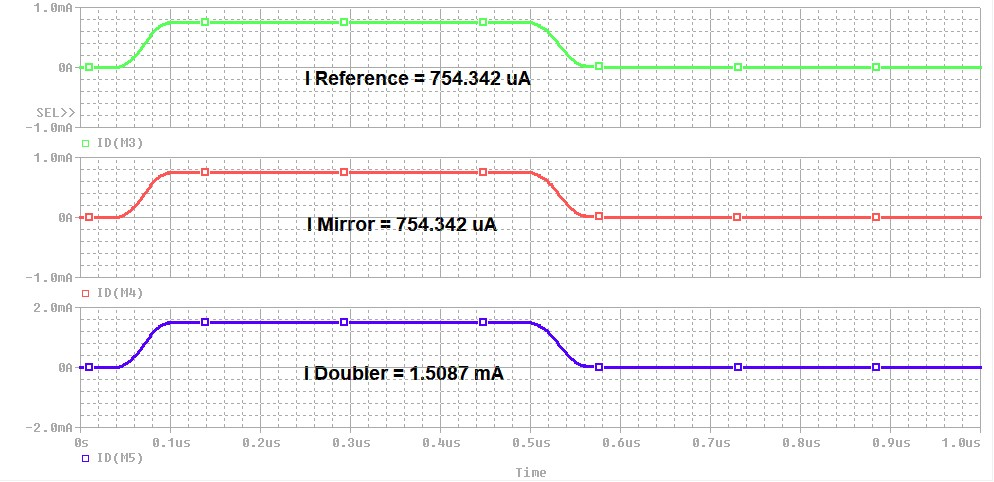 1.0mA
0A
I Reference = 754.342 uA
SEL>>
-1.0mA
ID(M3)
1.0mA
0A
I Mirror = 754.342 uA
-1.0mA
ID(M4)
2.0mA
0A
I Doubler = 1.5087 mA
-2.0mA
0s 0.1us 0.2us 0.3us 0.4us 0.5us 0.6us 0.7us 0.8us 0.9us 1.0us
ID(M5)
Time